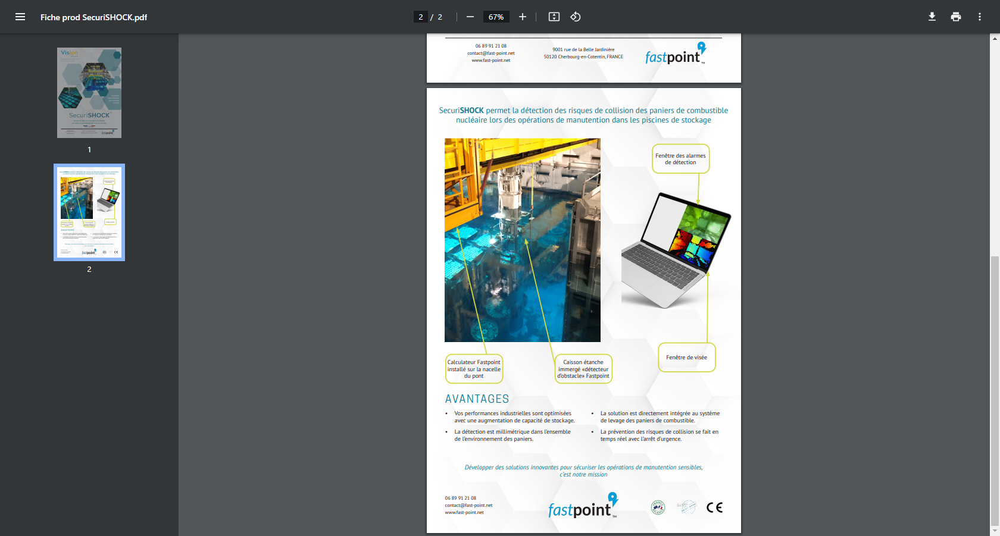 Fiche prod SecuriSHOCK.pdf
2 / 2
67%
Vision
SecuriSHOCK
1
2
06 89 91 21 08
contact@fast-point.net
www.fast-point.net
9001 rue de la Belle Jardinière
50120 Cherbourg-en-Cotentin, FRANCE
fastpoint™
SecuriSHOCK permet la détection des risques de collision des paniers de combustible
nucléaire lors des opérations de manutention dans les piscines de stockage
Fenêtre des alarmes
de détection
Calculateur Fastpoint
installé sur la nacelle
du pont
Caisson étanche
immergé «détecteur
d'obstacle» Fastpoint
Fenêtre de visée
AVANTAGES
• Vos performances industrielles sont optimisées
avec une augmentation de capacité de stockage.
• La détection est millimétrique dans l'ensemble
de l'environnement des paniers.
• La solution est directement intégrée au système
de levage des paniers de combustible.
• La prévention des risques de collision se fait en
temps réel avec l'arrêt d'urgence.
Développer des solutions innovantes pour sécuriser les opérations de manutention sensibles,
c'est notre mission
06 89 91 21 08
contact@fast-point.net
www.fast-point.net
fastpoint™
CE